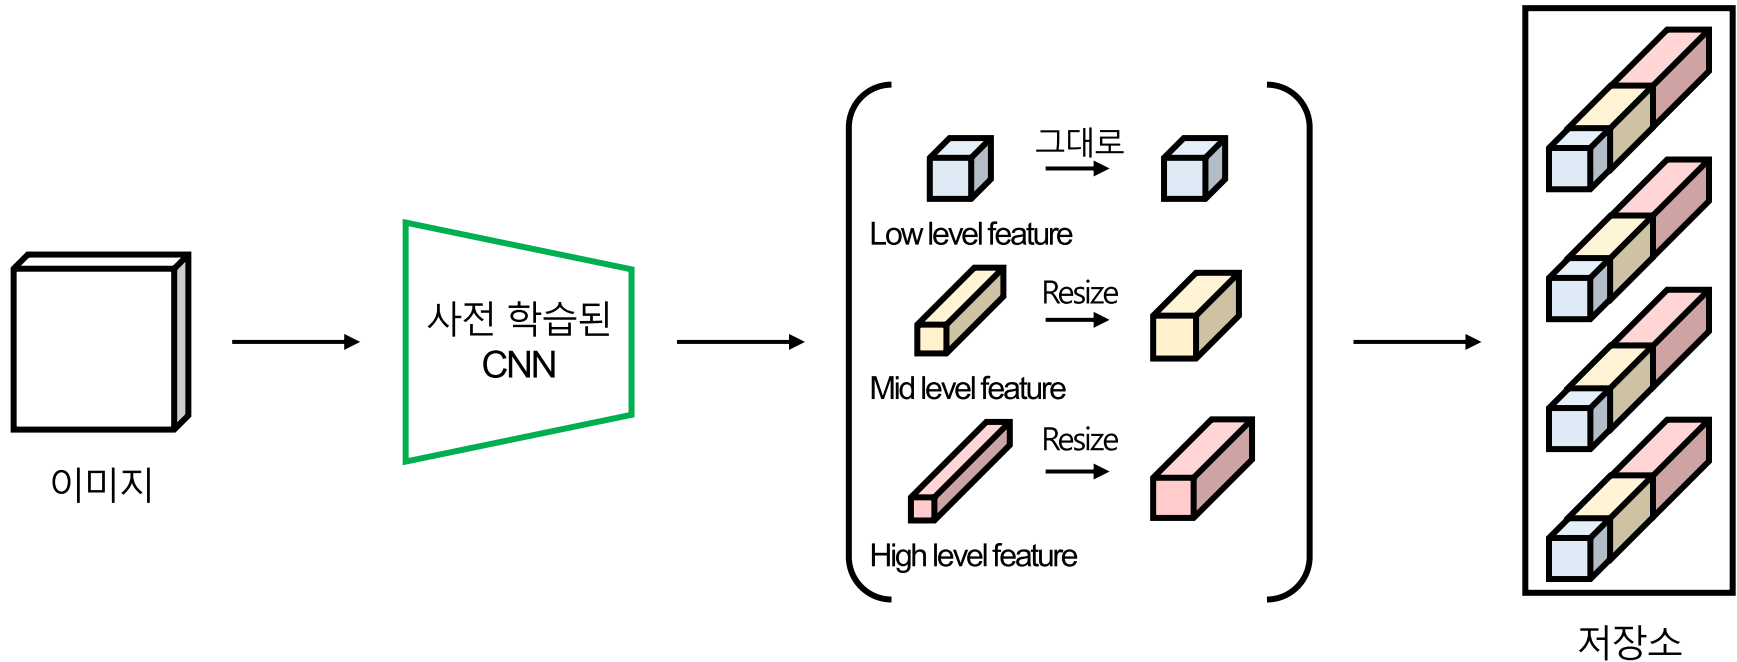 이미지
사전 학습된
CNN
그대로
Low level feature
Resize
Mid level feature
Resize
High level feature
저장소